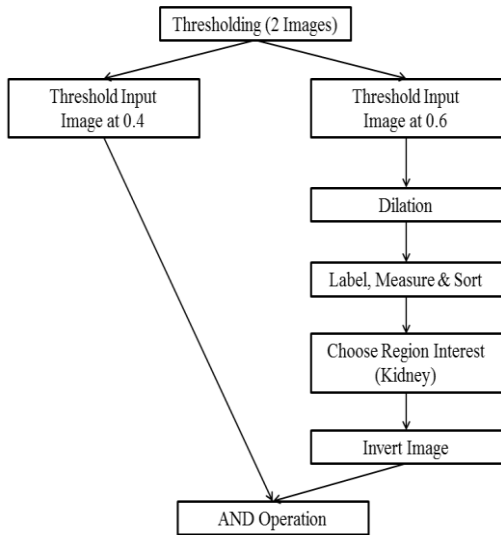 Thresholding (2 Images)
Threshold Input
Image at 0.4
Threshold Input
Image at 0.6
Dilation
Label, Measure & Sort
Choose Region Interest
(Kidney)
Invert Image
AND Operation